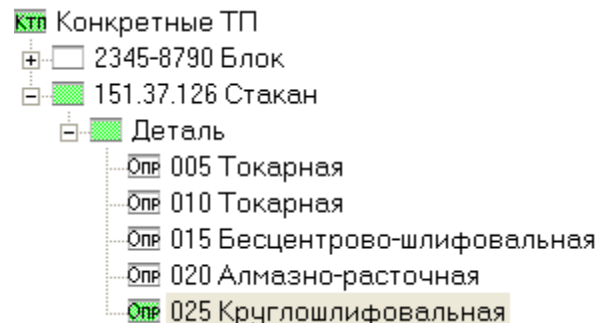 КТП Конкретные ТП
2345-8790 Блок
151.37.126 Стакан
Деталь
Опр 005 Токарная
Опр 010 Токарная
Опр 015 Бесцентрово-шлифовальная
Опр 020 Алмазно-расточная
Опр 025 Круглошлифовальная